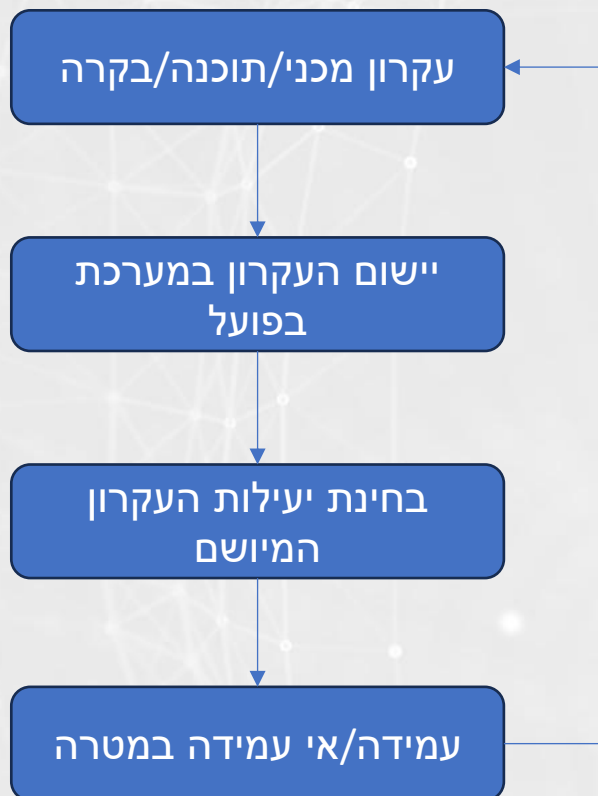 עקרון מכני/תוכנה/בקרה
יישום העקרון במערכת
בפועל
בחינת יעילות העקרון
המיושם
עמידה/אי עמידה במטרה